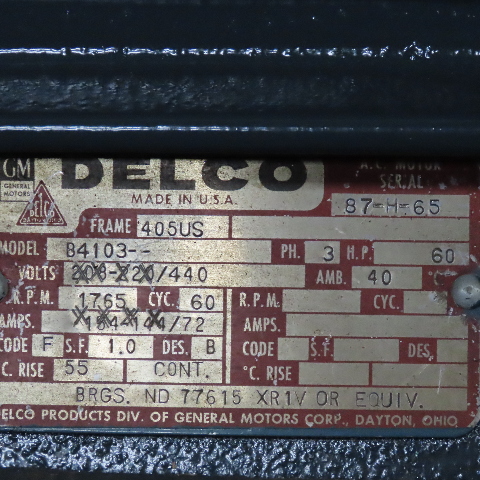 GM DELCO A.C. MOTOR
GENERAL MOTORS MADE IN U.S.A. SERIAL
DELCO 87-H-65
FRAME 405US
MODEL B4103-- PH. 3 H.P. 60
VOLTS 208-220/440 AMB. 40 °C
R.P.M. 1765 CYC. 60 R.P.M. CYC.
AMPS. 164-144/72 AMPS.
CODE F S.F. 1.0 DES. B CODE S.F. DES.
°C. RISE 55 CONT. °C. RISE
BRGS. ND 77615 XR1V OR EQUIV.
DELCO PRODUCTS DIV. OF GENERAL MOTORS CORP., DAYTON, OHIO